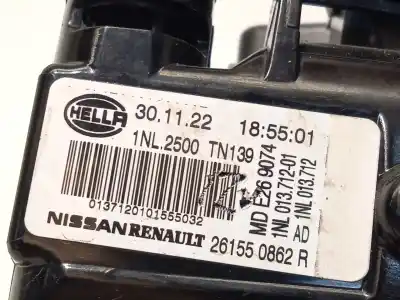 HELLA 30.11.22 18:55:01
1NL.2500 TN139
0137120101555032
NISSAN RENAULT 26155 0862 R
MD E26 9074
1NL 013.712-01
AD 1NL 013.712